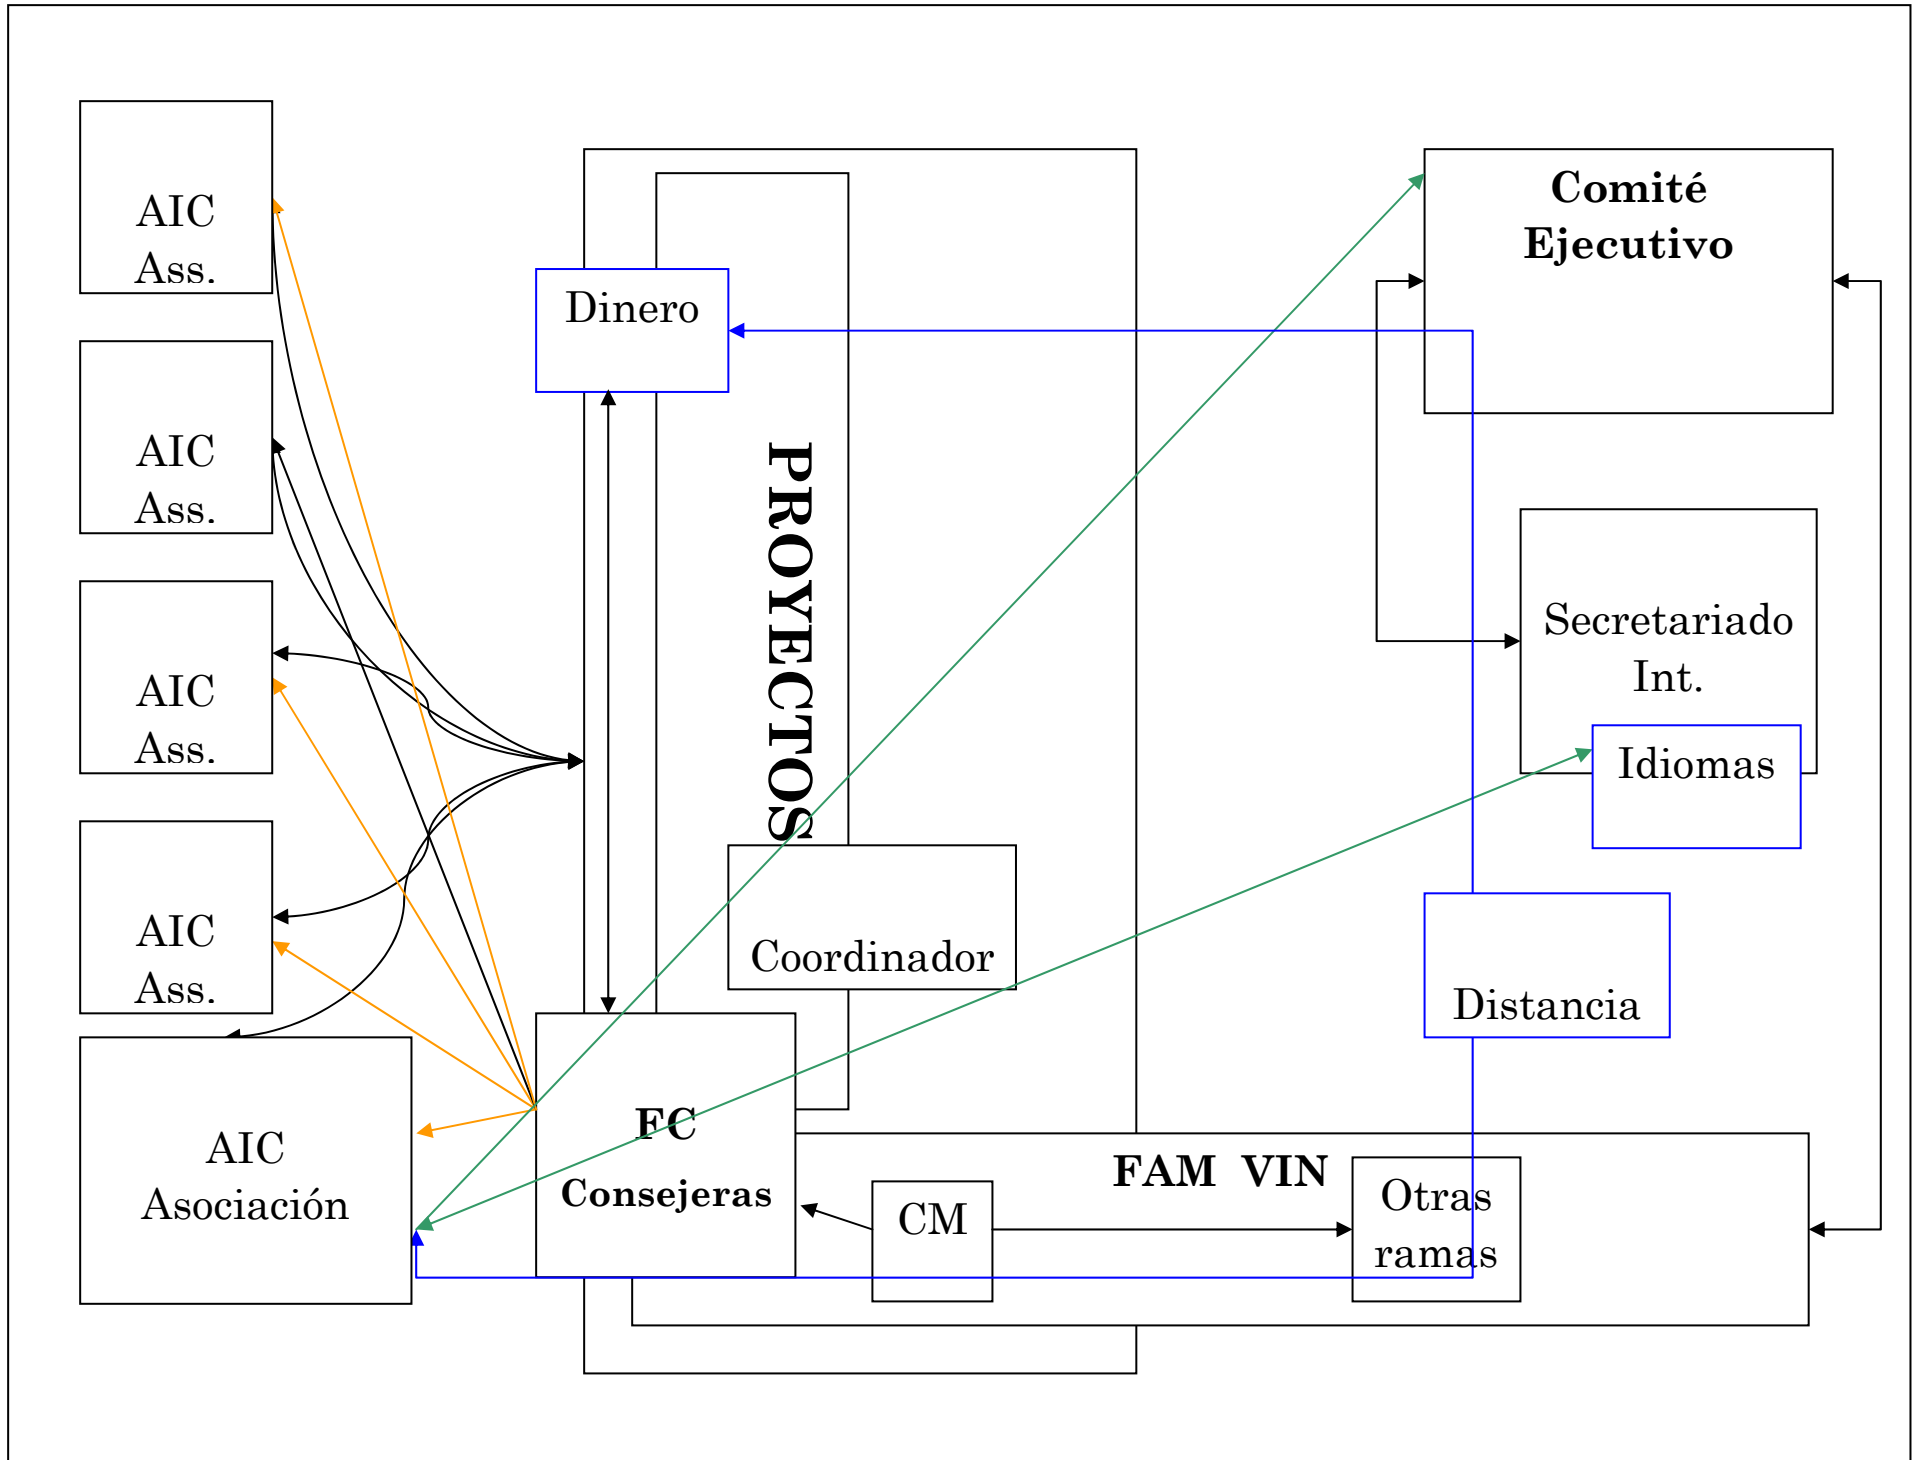 AIC
Ass.
AIC
Ass.
AIC
Ass.
AIC
Ass.
AIC
Asociación
Dinero
PROYECTOS
Coordinador
FC
Consejeras
FAM VIN
CM
Otras
ramas
Comité
Ejecutivo
Secretariado
Int.
Idiomas
Distancia